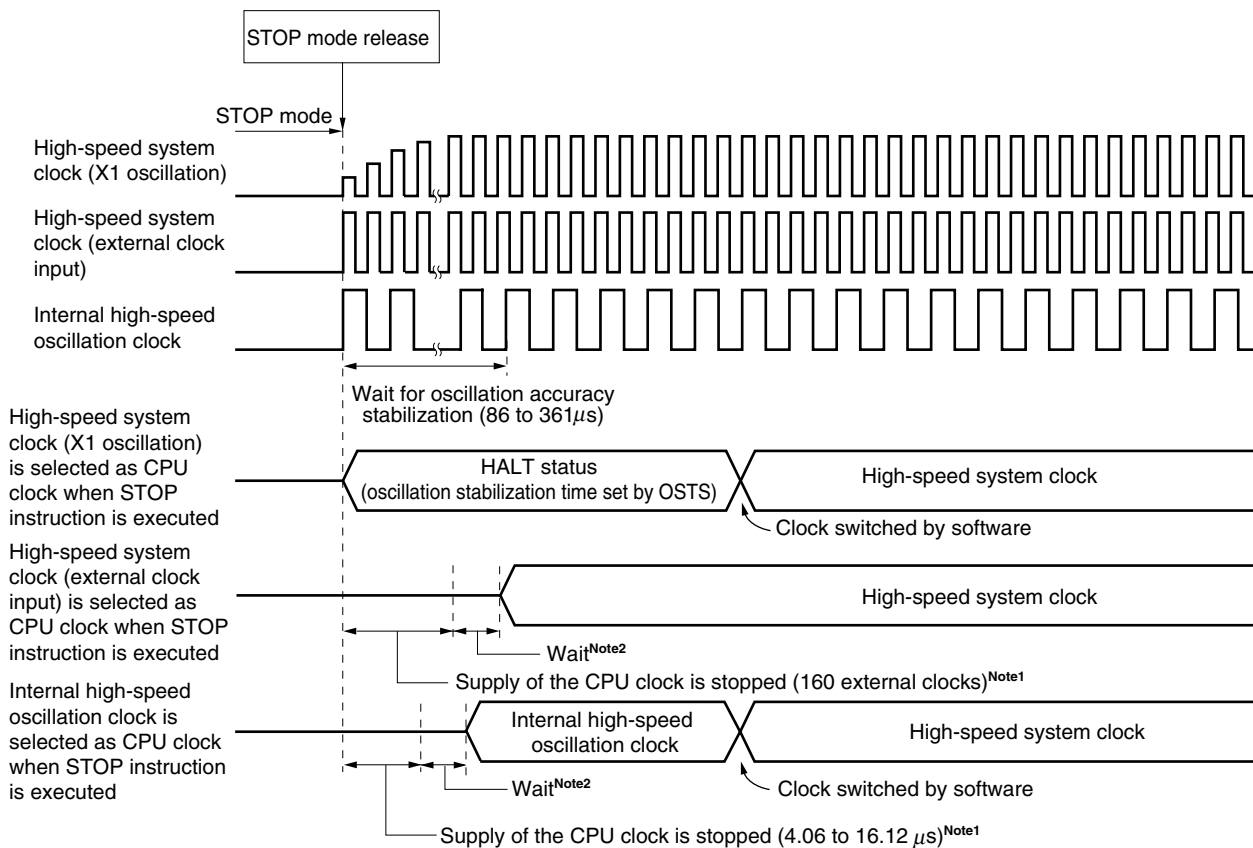 STOP mode release
STOP mode
High-speed system
clock (X1 oscillation)
High-speed system
clock (external clock
input)
Internal high-speed
oscillation clock
Wait for oscillation accuracy
stabilization (86 to 361μs)
High-speed system
clock (X1 oscillation)
is selected as CPU
clock when STOP
instruction is executed
HALT status
(oscillation stabilization time set by OSTS)
High-speed system clock
Clock switched by software
High-speed system
clock (external clock
input) is selected as
CPU clock when STOP
instruction is executed
High-speed system clock
Wait Note2
Supply of the CPU clock is stopped (160 external clocks) Note1
Internal high-speed
oscillation clock is
selected as CPU clock
when STOP instruction
is executed
Internal high-speed
oscillation clock
High-speed system clock
Wait Note2
Clock switched by software
Supply of the CPU clock is stopped (4.06 to 16.12 μs) Note1